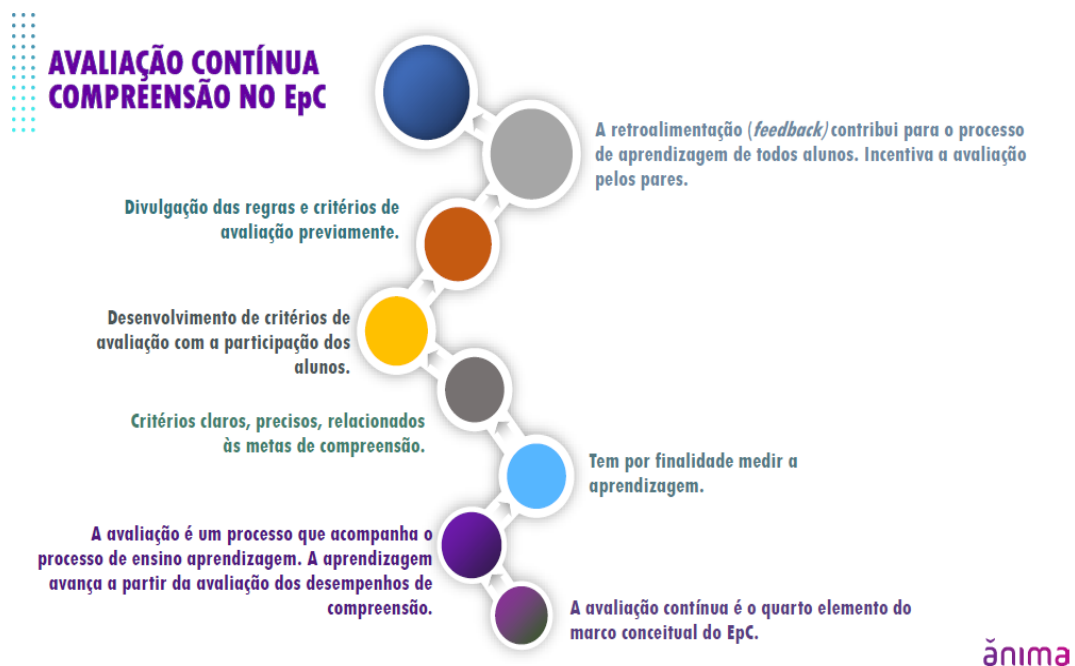 AVALIAÇÃO CONTÍNUA
COMPREENSÃO NO EpC
A retroalimentação (feedback) contribui para o processo
de aprendizagem de todos alunos. Incentiva a avaliação
pelos pares.
Divulgação das regras e critérios de
avaliação previamente.
Desenvolvimento de critérios de
avaliação com a participação dos
alunos.
Critérios claros, precisos, relacionados
às metas de compreensão.
Tem por finalidade medir a
aprendizagem.
A avaliação é um processo que acompanha o
processo de ensino aprendizagem. A aprendizagem
avança a partir da avaliação dos desempenhos de
compreensão.
A avaliação contínua é o quarto elemento do
marco conceitual do EpC.
ănıma